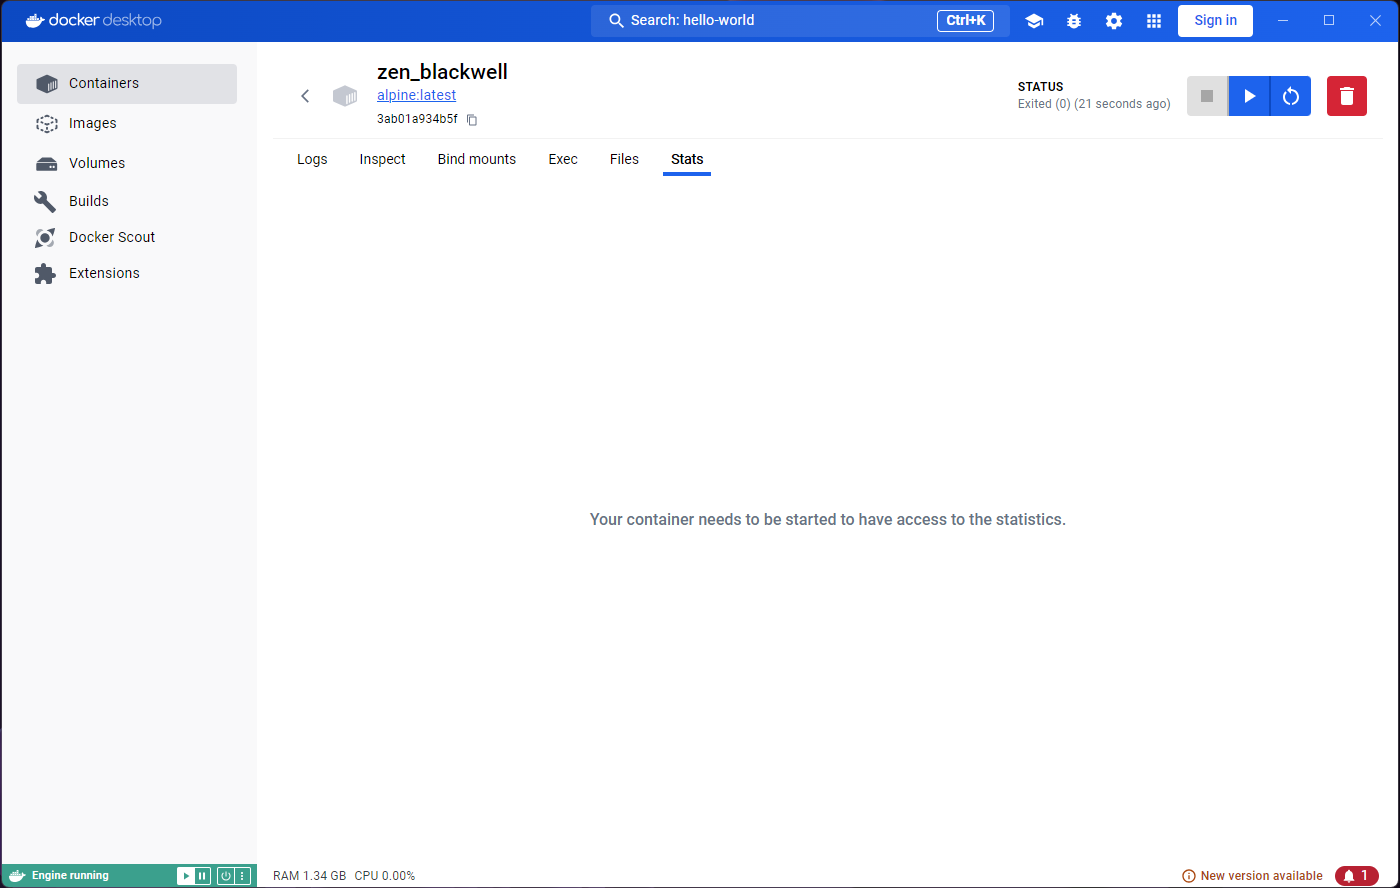 docker desktop
Search: hello-world
Ctrl+K
Sign in
Containers
Images
Volumes
Builds
Docker Scout
Extensions
zen_blackwell
alpine:latest
3ab01a934b5f
STATUS
Exited (0) (21 seconds ago)
Logs
Inspect
Bind mounts
Exec
Files
Stats
Your container needs to be started to have access to the statistics.
Engine running
RAM 1.34 GB CPU 0.00%
New version available
1